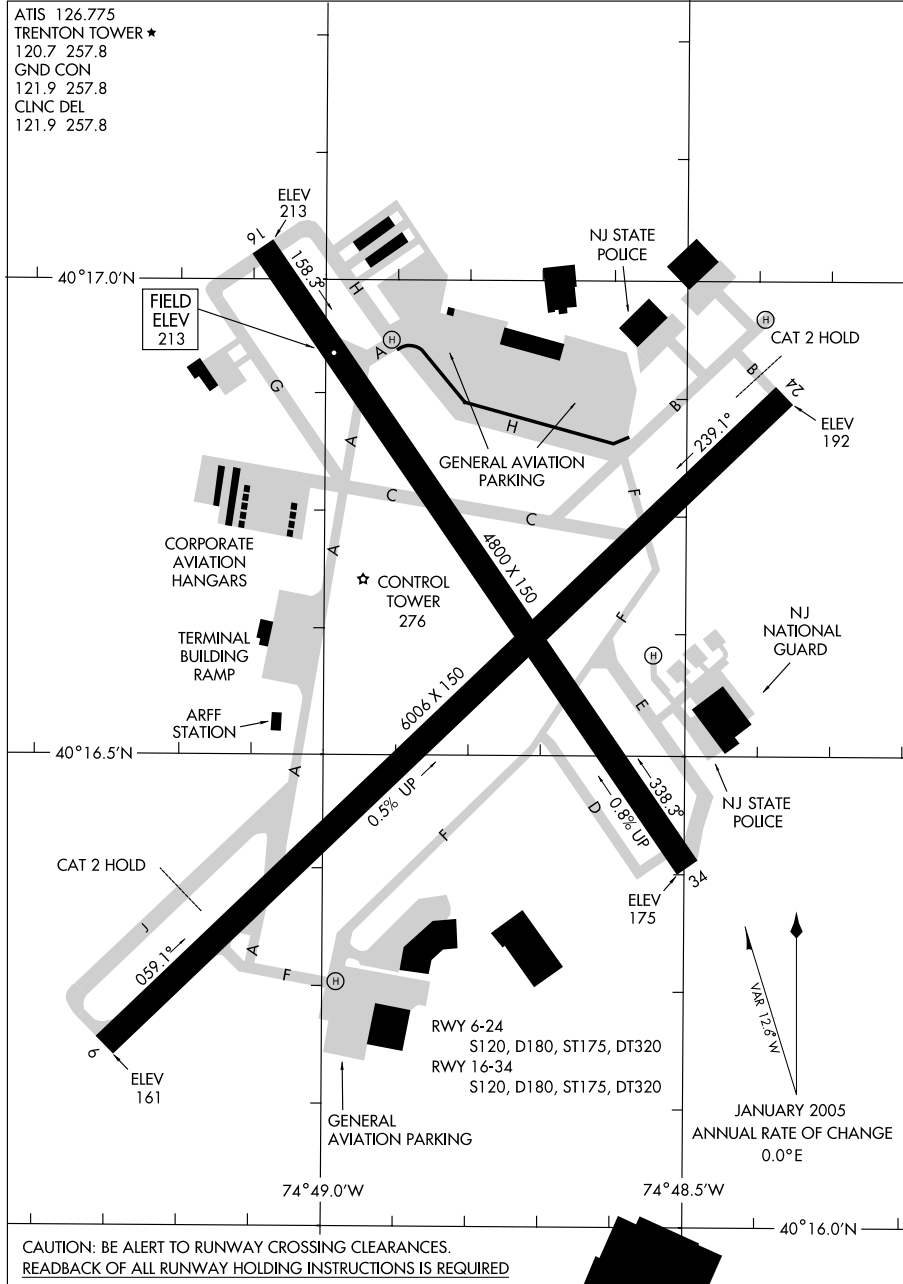 ATIS 126.775
TRENTON TOWER ★
120.7 257.8
GND CON
121.9 257.8
CLNC DEL
121.9 257.8
ELEV
213
16
158.3°
H
NJ STATE
POLICE
40°17.0'N
FIELD
ELEV
213
A
H
CAT 2 HOLD
B
24
G
B
ELEV
192
239.1°
H
A
GENERAL AVIATION
PARKING
F
C
C
CORPORATE
AVIATION
HANGARS
A
4800 X 150
CONTROL
TOWER
276
F
NJ
NATIONAL
GUARD
TERMINAL
BUILDING
RAMP
H
6006 X 150
E
ARFF
STATION
40°16.5'N
A
0.5% UP
338.3°
0.8% UP
D
NJ STATE
POLICE
F
CAT 2 HOLD
34
ELEV
175
J
A
059.1°
F
H
VAR 12.6° W
6
ELEV
161
RWY 6-24
S120, D180, ST175, DT320
RWY 16-34
S120, D180, ST175, DT320
GENERAL
AVIATION PARKING
JANUARY 2005
ANNUAL RATE OF CHANGE
0.0°E
74°49.0'W
74°48.5'W
40°16.0'N
CAUTION: BE ALERT TO RUNWAY CROSSING CLEARANCES.
READBACK OF ALL RUNWAY HOLDING INSTRUCTIONS IS REQUIRED